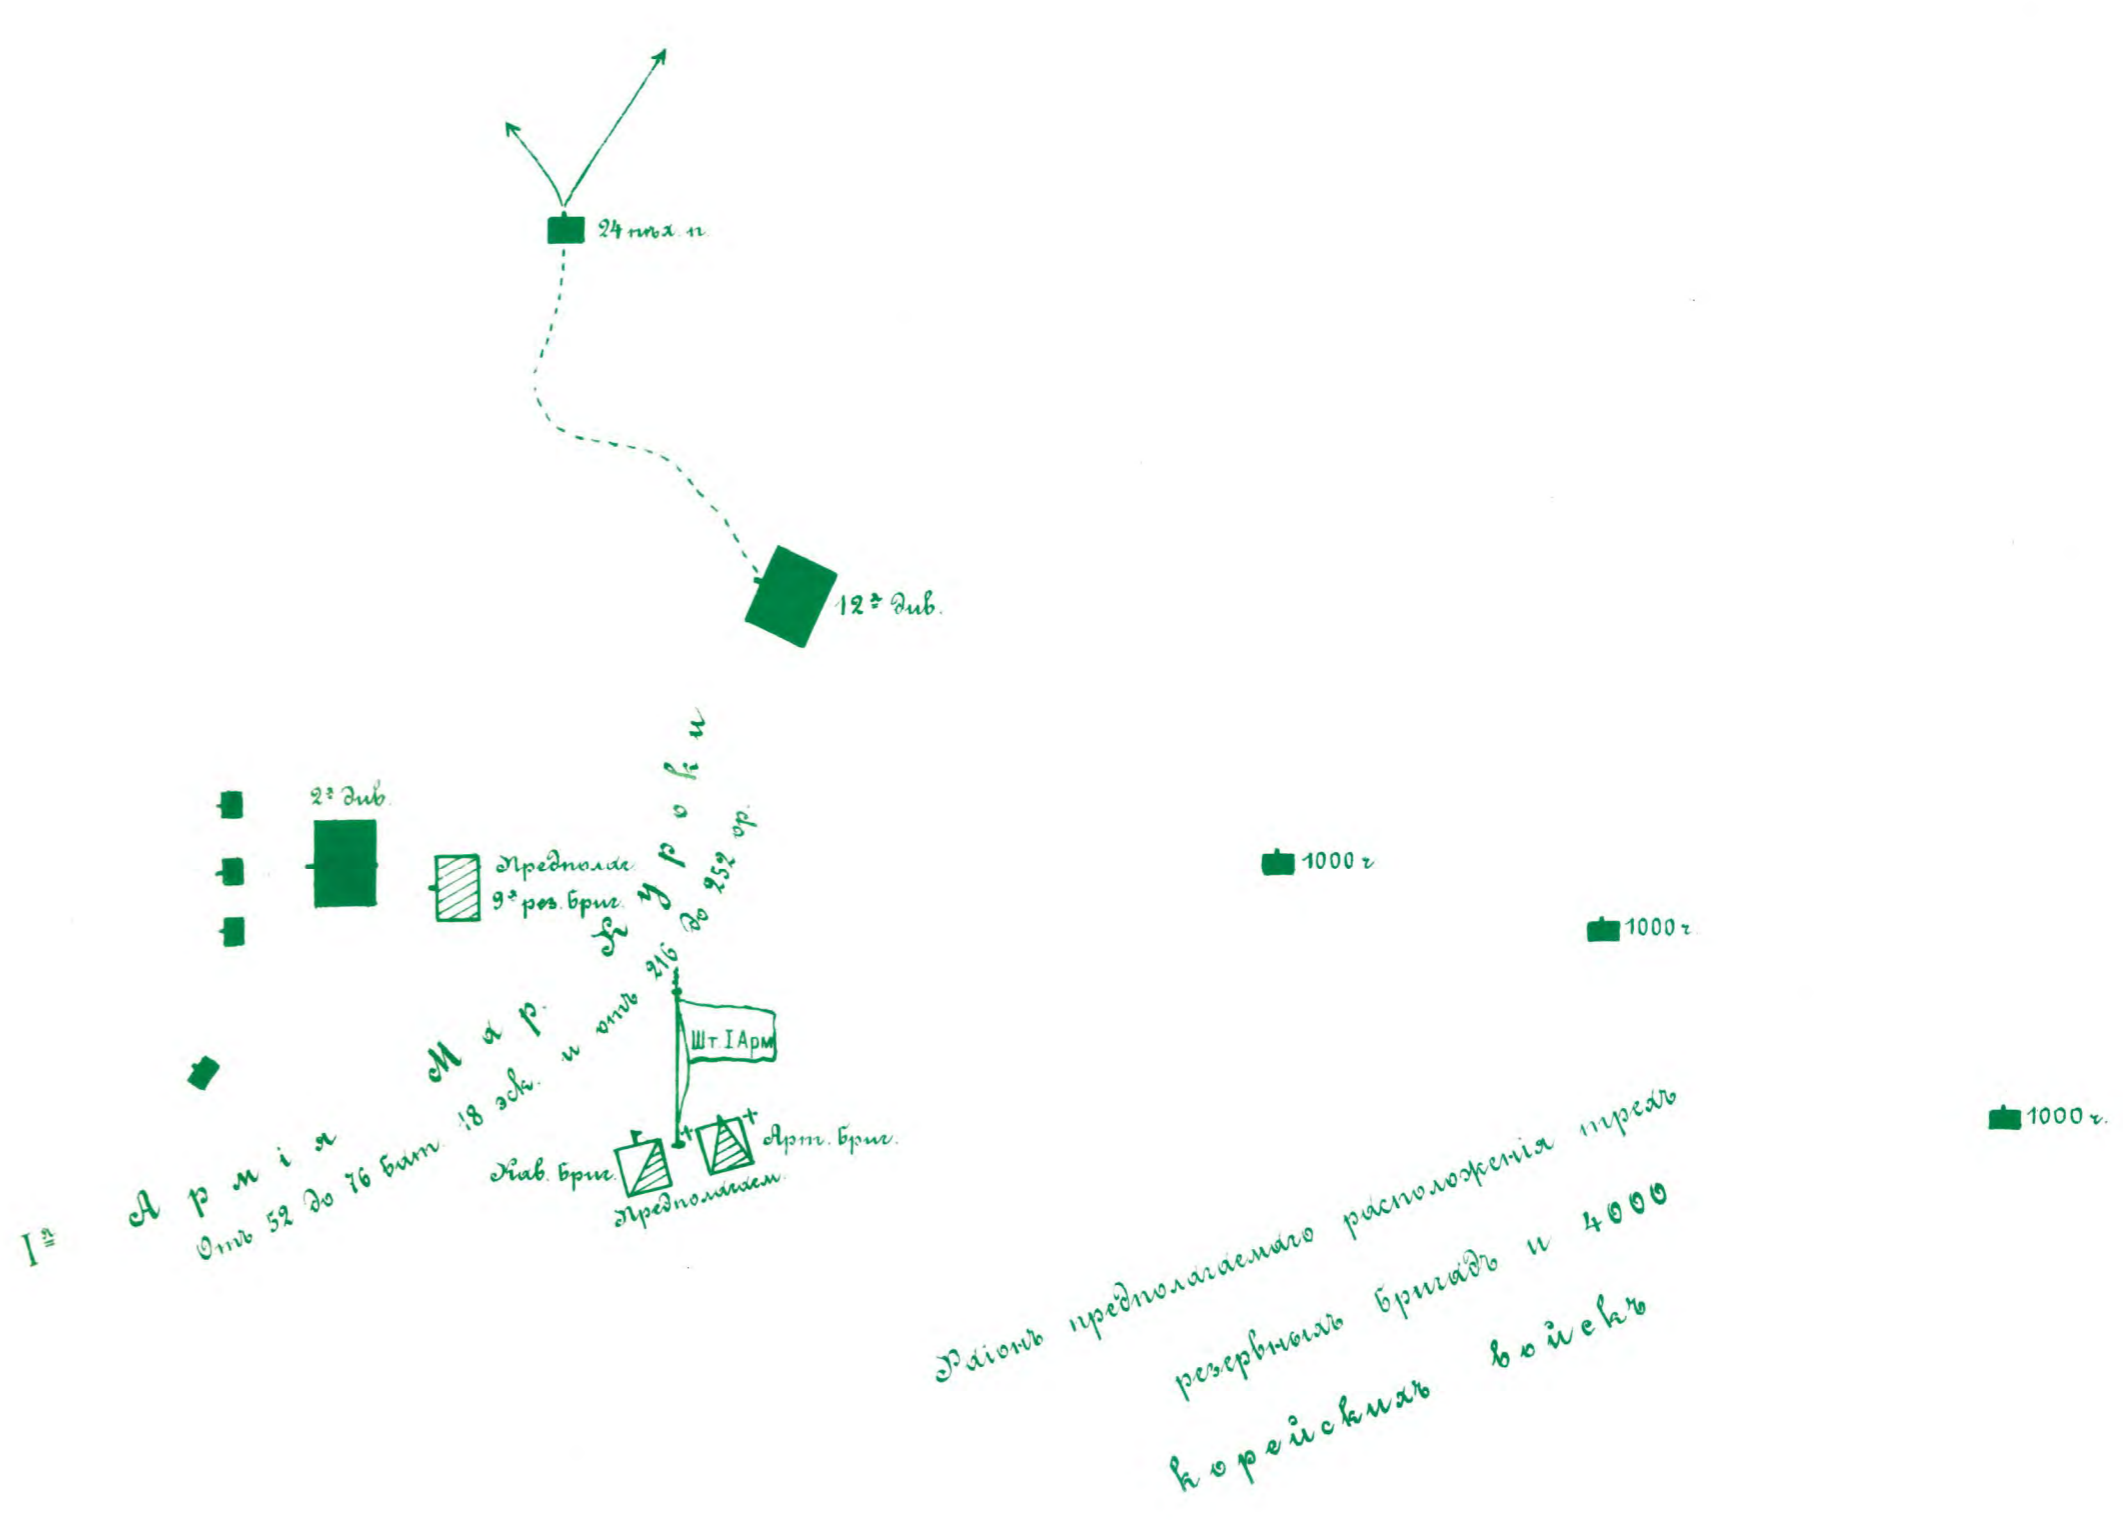 24 пѣх. п.
12ª див.
2ª див.
Предполаг.
9ª рез. бриг.
1000 ч
1000 ч.
1000 ч.
Iª Армія Мар. Куроки
Отъ 52 до 76 бат. 18 эск. и отъ 216 до 252 ор.
Шт. I Арм
Кав. бриг.
Арт. бриг.
Предполагаем.
Раіонъ предполагаемаго расположенія трехъ
резервныхъ бригадъ и 4000
корейскихъ войскъ